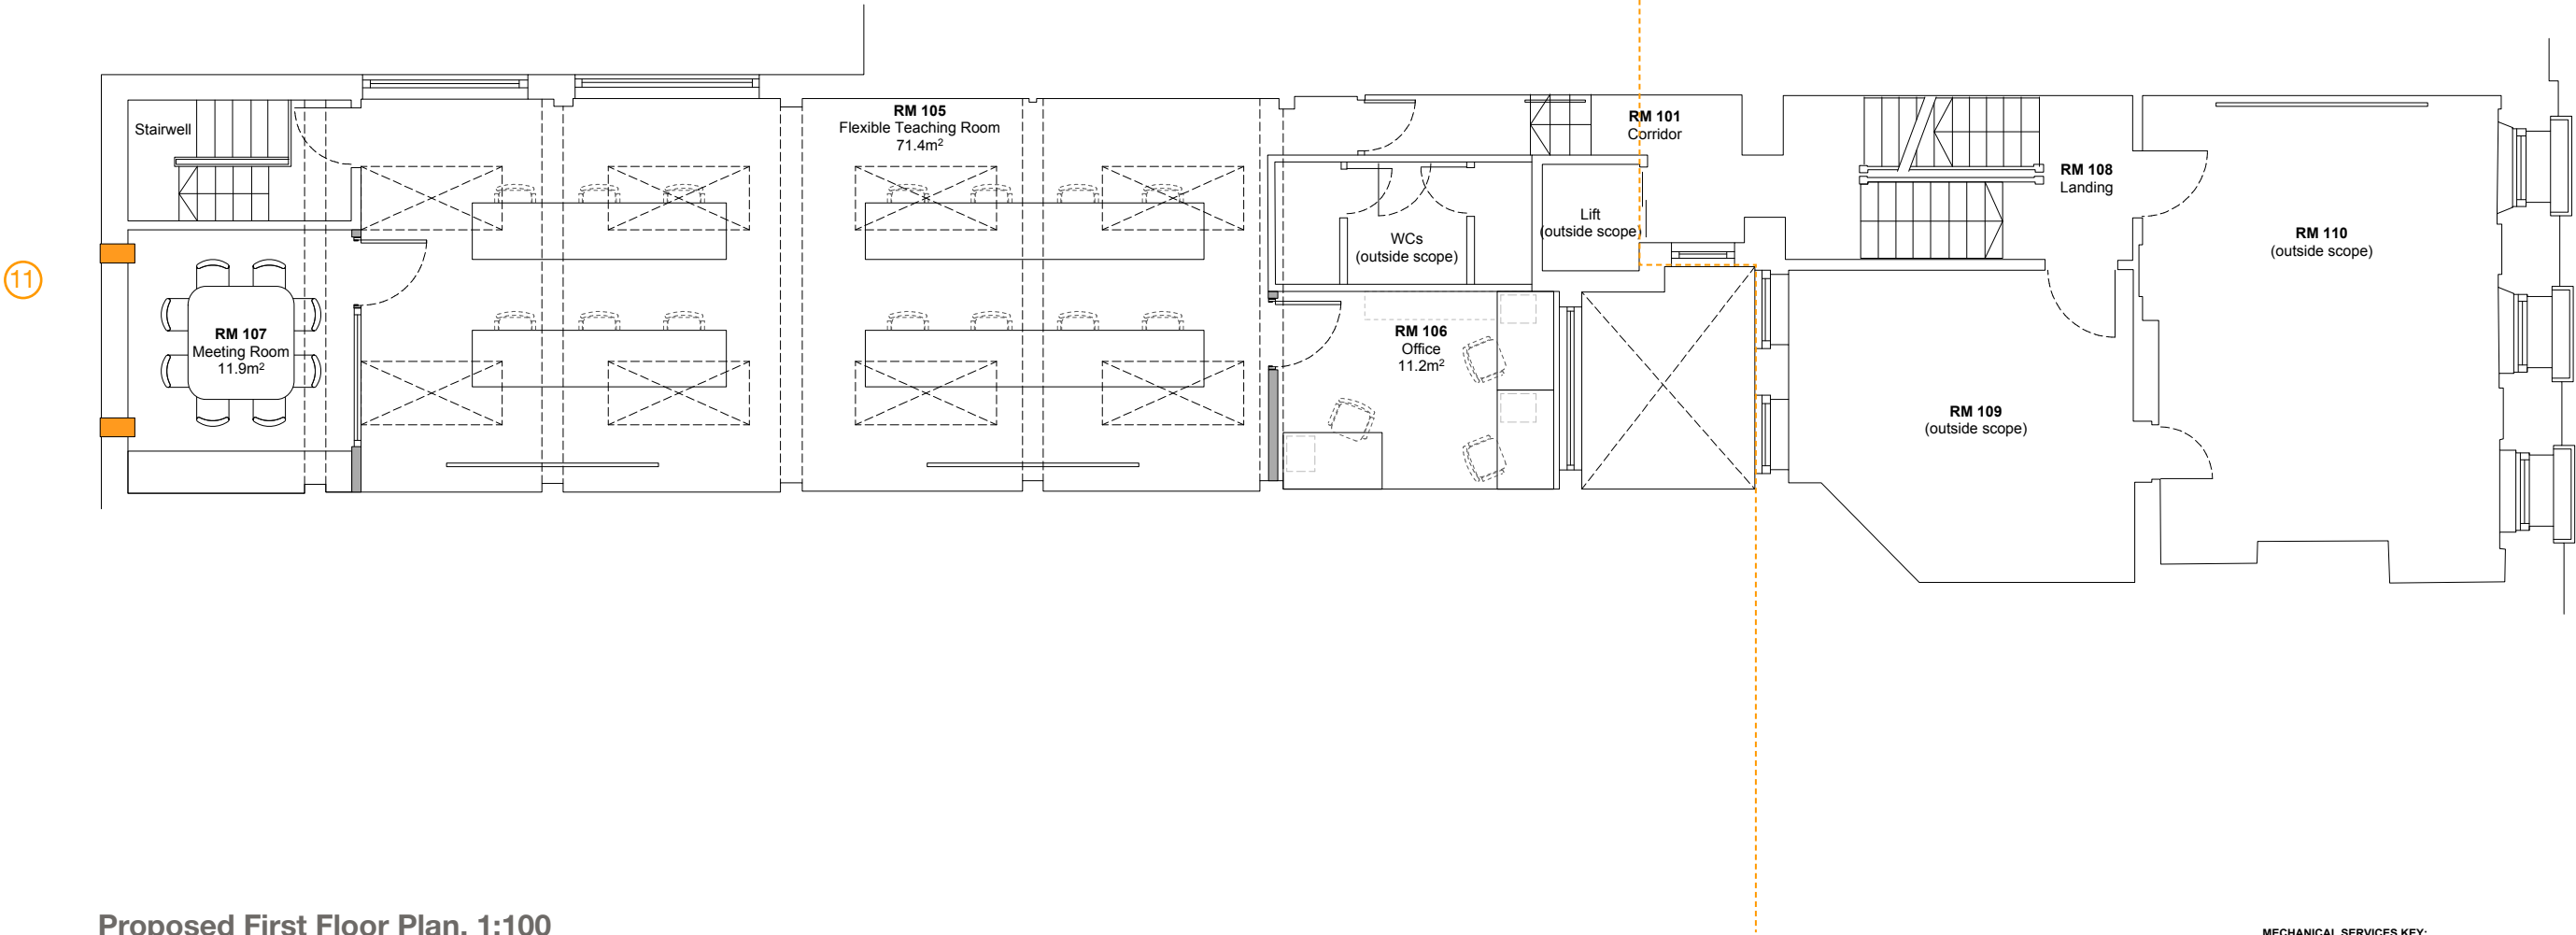 Stairwell
RM 105
Flexible Teaching Room
71.4m²
RM 101
Corridor
RM 108
Landing
Lift
(outside scope)
WCs
(outside scope)
RM 110
(outside scope)
11
RM 107
Meeting Room
11.9m²
RM 106
Office
11.2m²
RM 109
(outside scope)
Proposed First Floor Plan. 1:100
MECHANICAL SERVICES KEY: